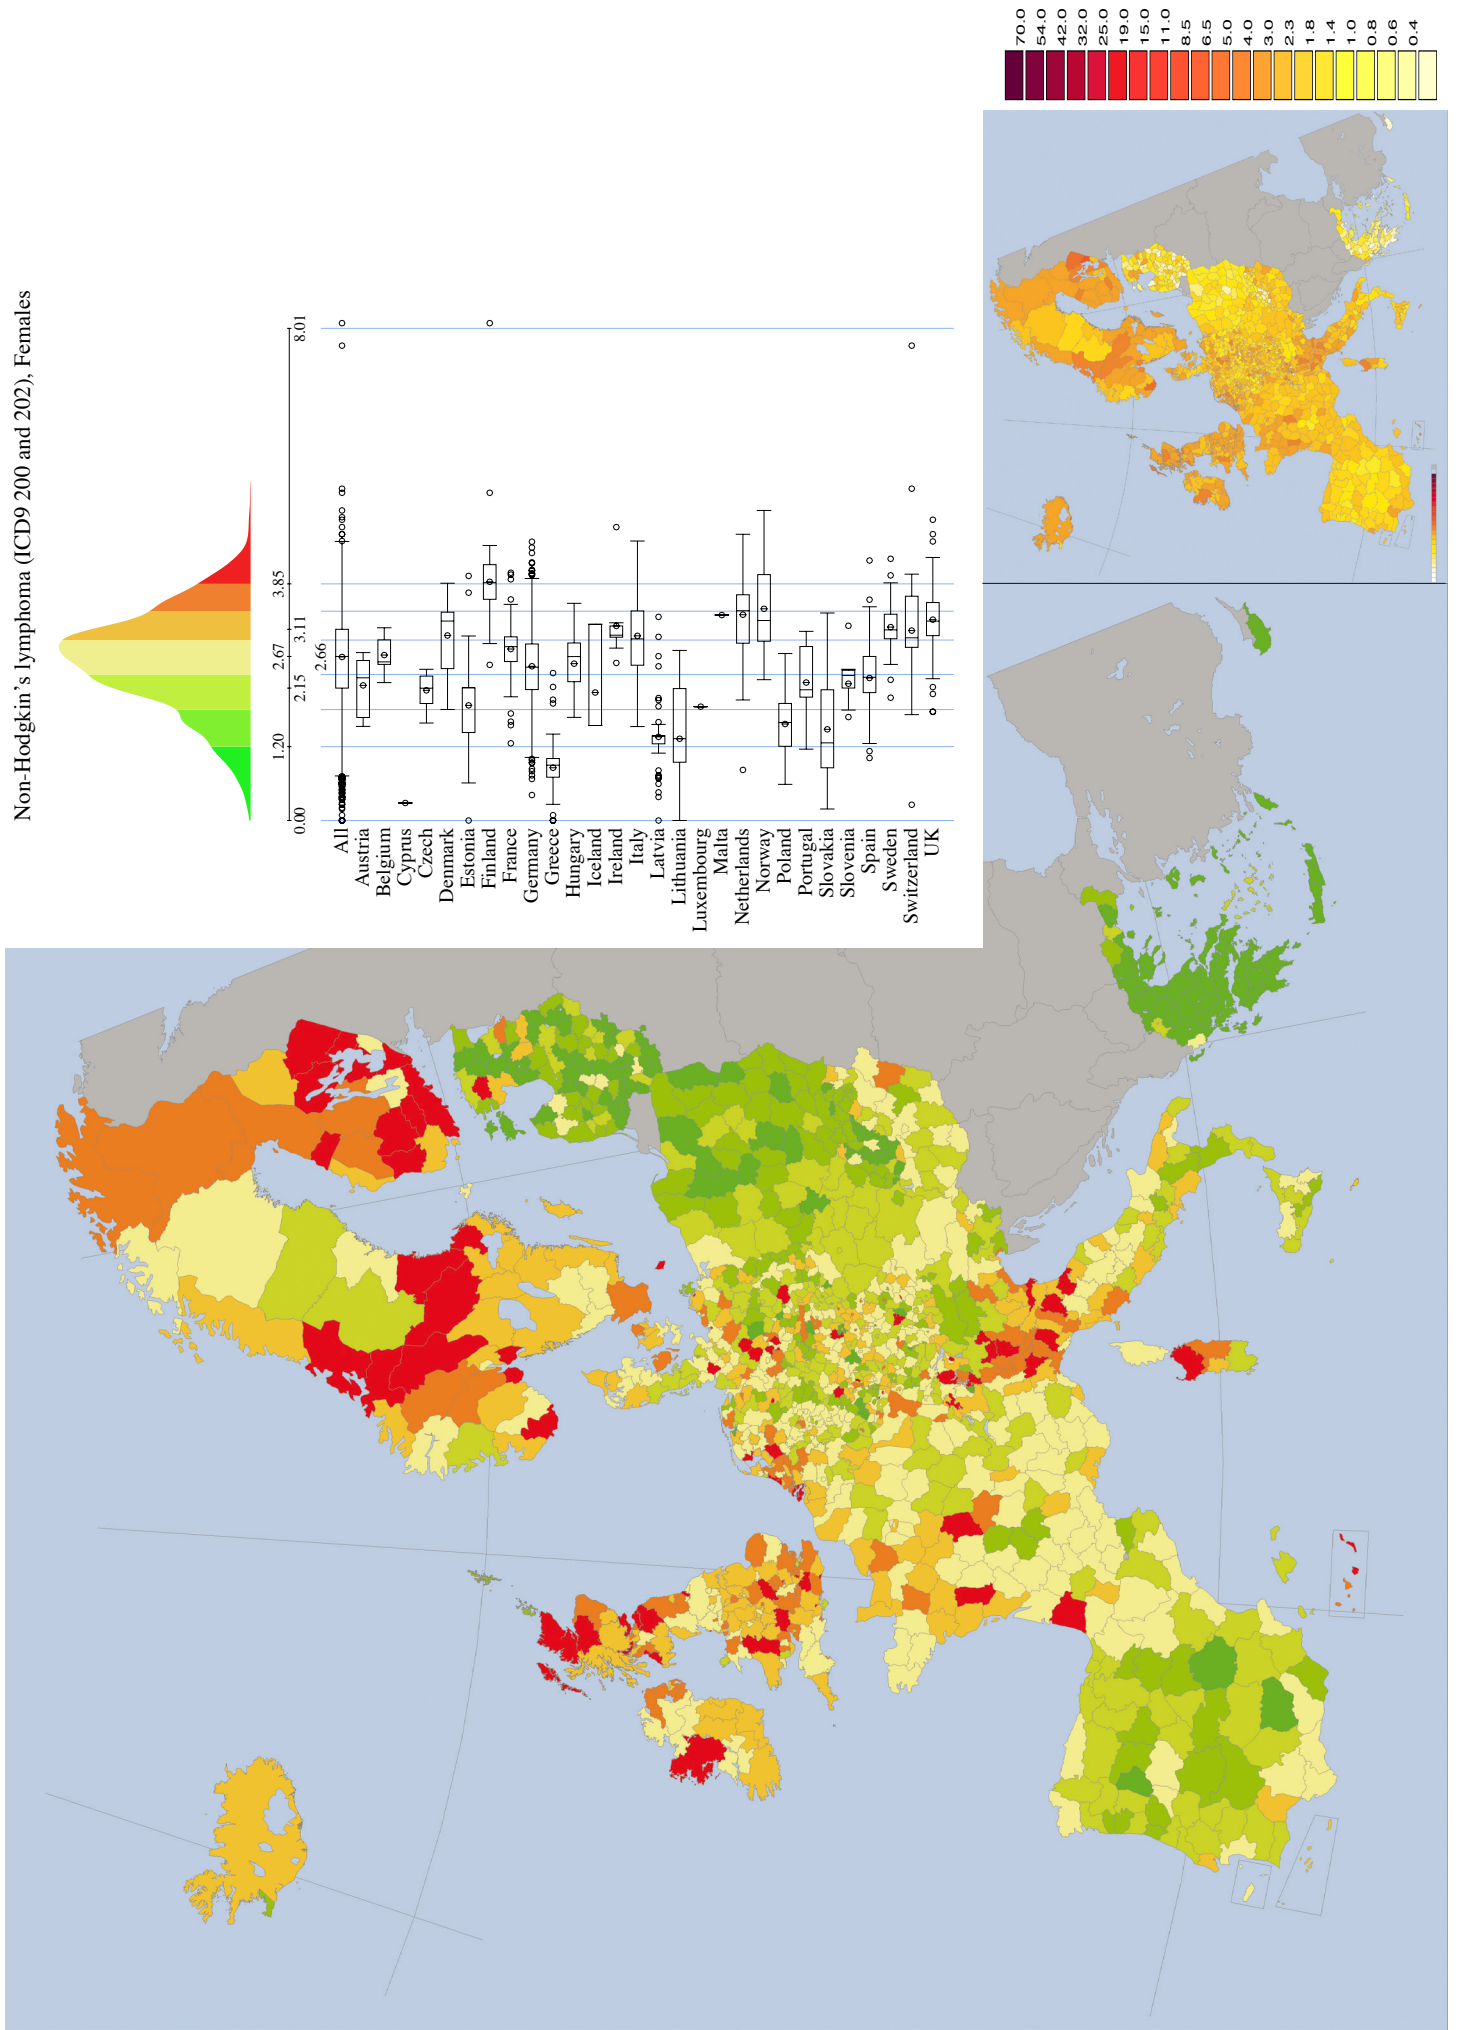 Non-Hodgkin's lymphoma (ICD9 200 and 202), Females
0.00
1.20
2.15
2.67
3.11
3.85
8.01
2.66
All
Austria
Belgium
Cyprus
Czech
Denmark
Estonia
Finland
France
Germany
Greece
Hungary
Iceland
Ireland
Italy
Latvia
Lithuania
Luxembourg
Malta
Netherlands
Norway
Poland
Portugal
Slovakia
Slovenia
Spain
Sweden
Switzerland
UK
70.0
54.0
42.0
32.0
25.0
19.0
15.0
11.0
8.5
6.5
5.0
4.0
3.0
2.3
1.8
1.4
1.0
0.8
0.6
0.4